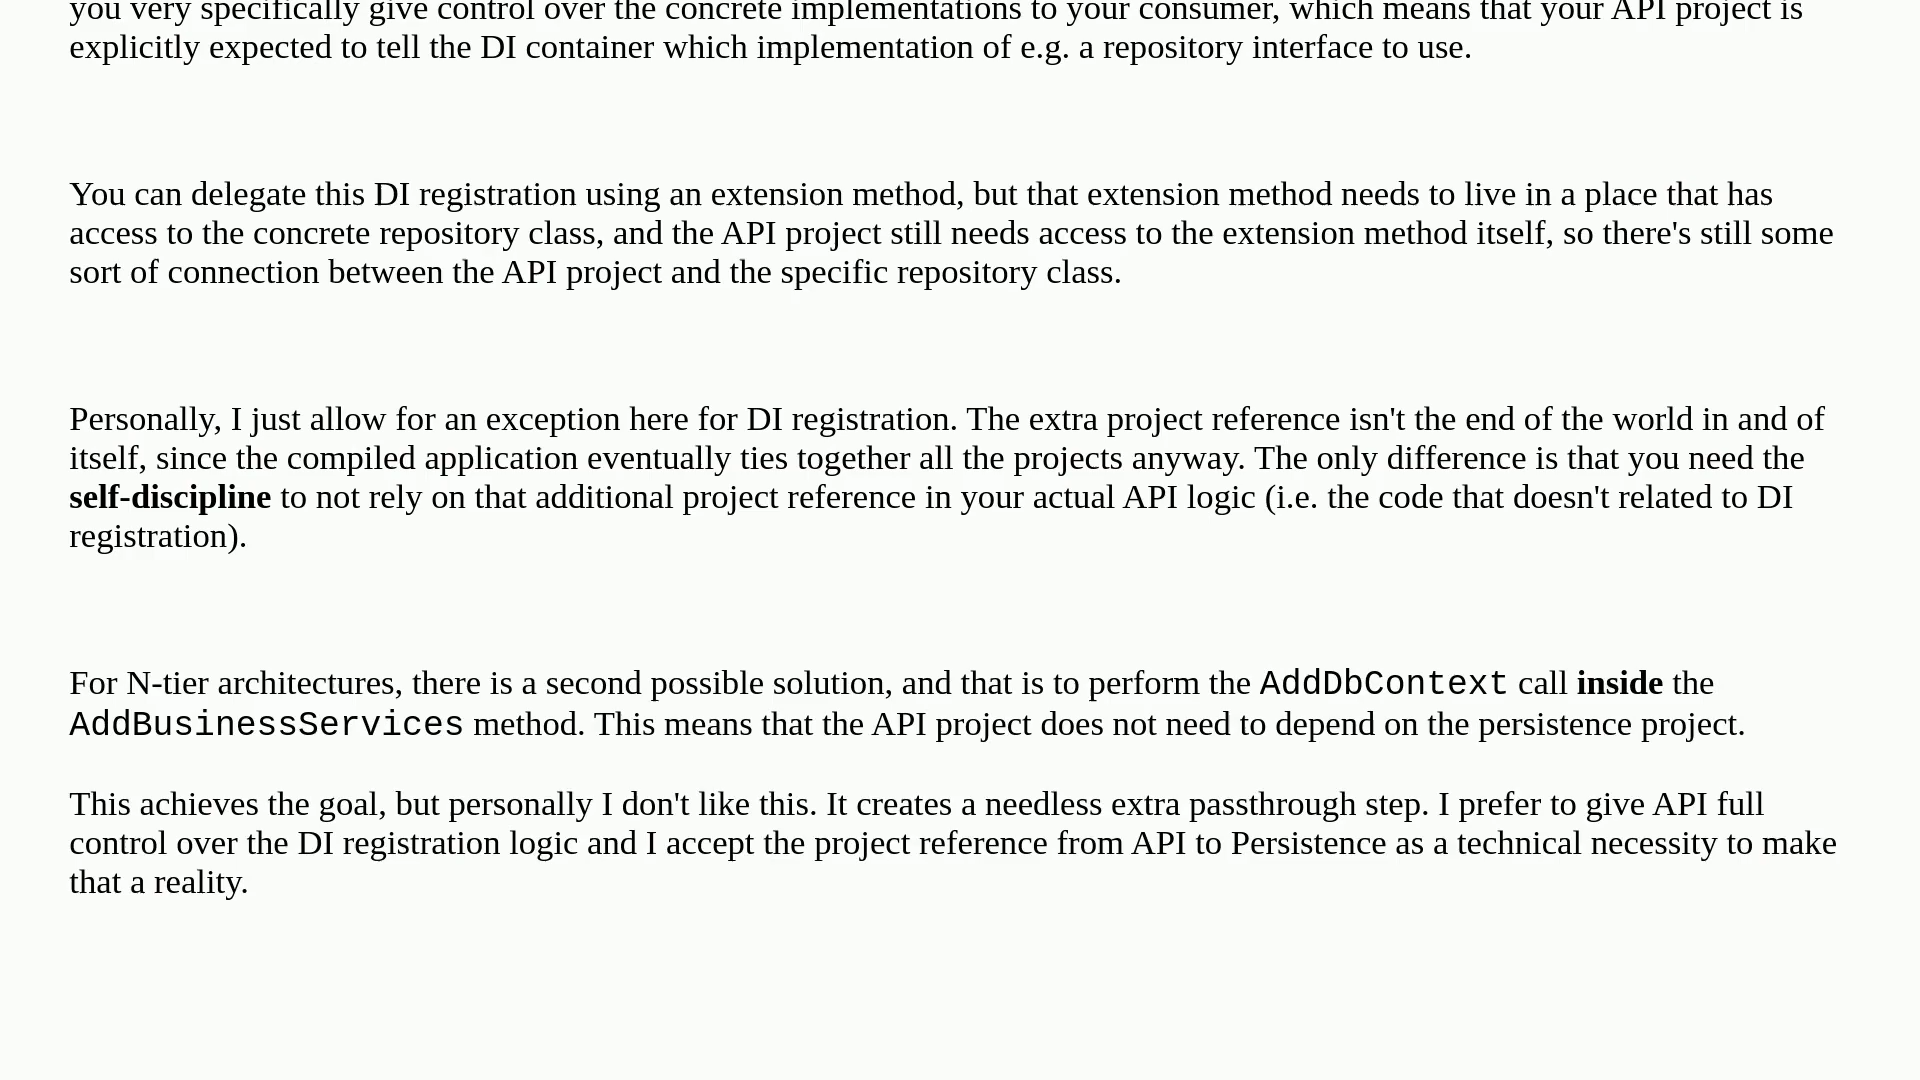 you very specifically give control over the concrete implementations to your consumer, which means that your API project is
explicitly expected to tell the DI container which implementation of e.g. a repository interface to use.
You can delegate this DI registration using an extension method, but that extension method needs to live in a place that has
access to the concrete repository class, and the API project still needs access to the extension method itself, so there's still some
sort of connection between the API project and the specific repository class.
Personally, I just allow for an exception here for DI registration. The extra project reference isn't the end of the world in and of
itself, since the compiled application eventually ties together all the projects anyway. The only difference is that you need the
self-discipline to not rely on that additional project reference in your actual API logic (i.e. the code that doesn't related to DI
registration).
For N-tier architectures, there is a second possible solution, and that is to perform the AddDbContext call inside the
AddBusinessServices method. This means that the API project does not need to depend on the persistence project.
This achieves the goal, but personally I don't like this. It creates a needless extra passthrough step. I prefer to give API full
control over the DI registration logic and I accept the project reference from API to Persistence as a technical necessity to make
that a reality.